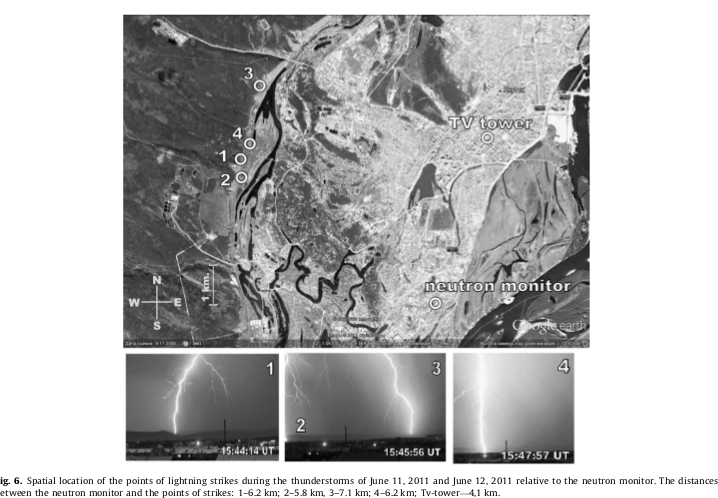 3
4
1
2
TV tower
neutron monitor
N
W E
S
1 km.
Google earth
1
2
3
4
15:44:14 UT
15:45:56 UT
15:47:57 UT
ig. 6. Spatial location of the points of lightning strikes during the thunderstorms of June 11, 2011 and June 12, 2011 relative to the neutron monitor. The distances
etween the neutron monitor and the points of strikes: 1–6.2 km; 2–5.8 km, 3–7.1 km; 4–6.2 km; Tv-tower—4,1 km.